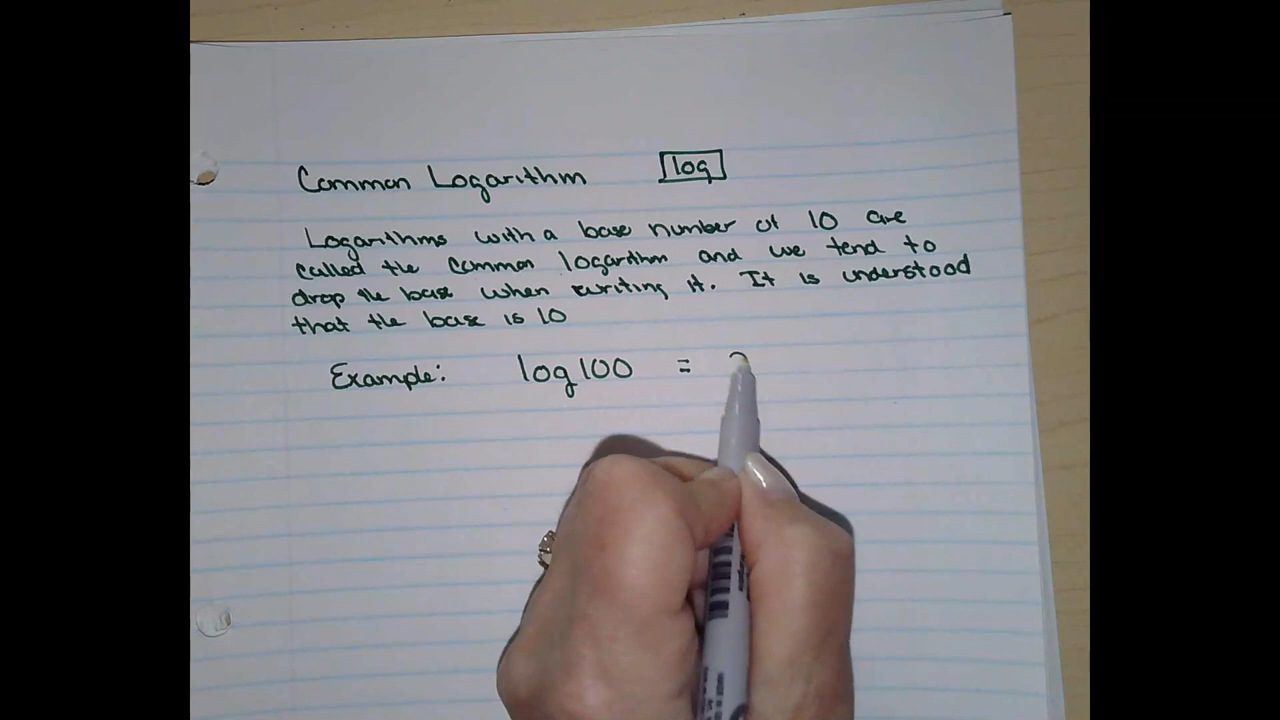 Common Logarithm log
Logarithms with a base number of 10 are
called the common logarithm and we tend to
drop the base when writing it. It is understood
that the base is 10
Example: log 100 =